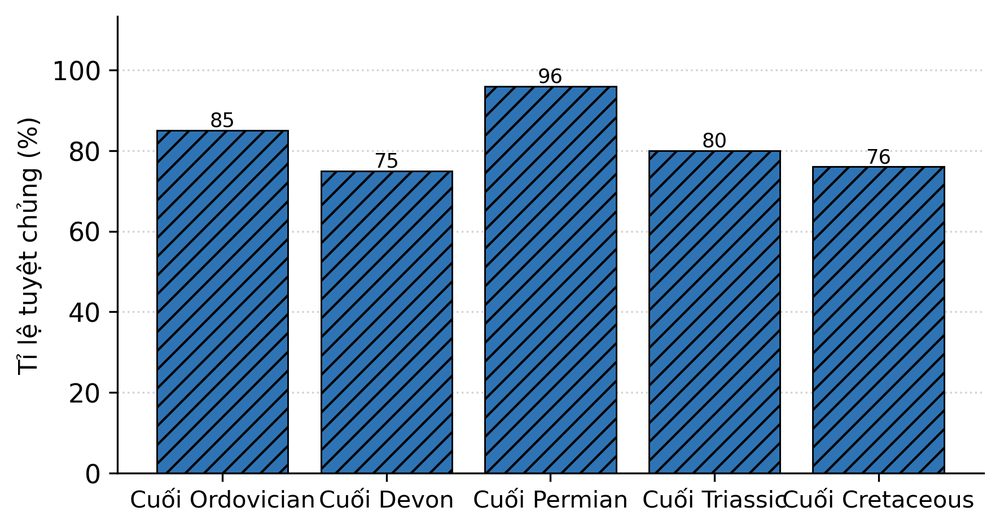 Tỉ lệ tuyệt chủng (%)
100
80
60
40
20
0
85
75
96
80
76
Cuối Ordovician
Cuối Devon
Cuối Permian
Cuối Triassic
Cuối Cretaceous